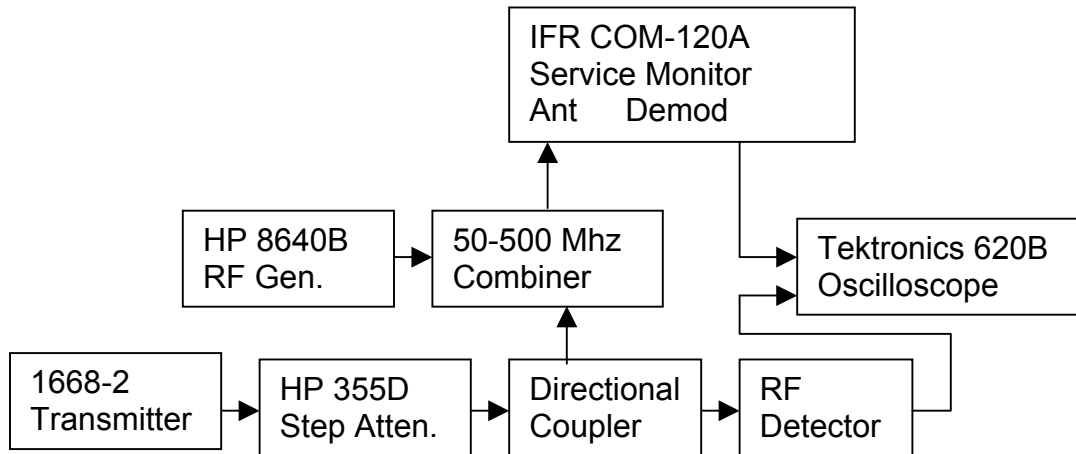 IFR COM-120A
Service Monitor
Ant Demod
HP 8640B
RF Gen.
50-500 Mhz
Combiner
Tektronics 620B
Oscilloscope
1668-2
Transmitter
HP 355D
Step Atten.
Directional
Coupler
RF
Detector